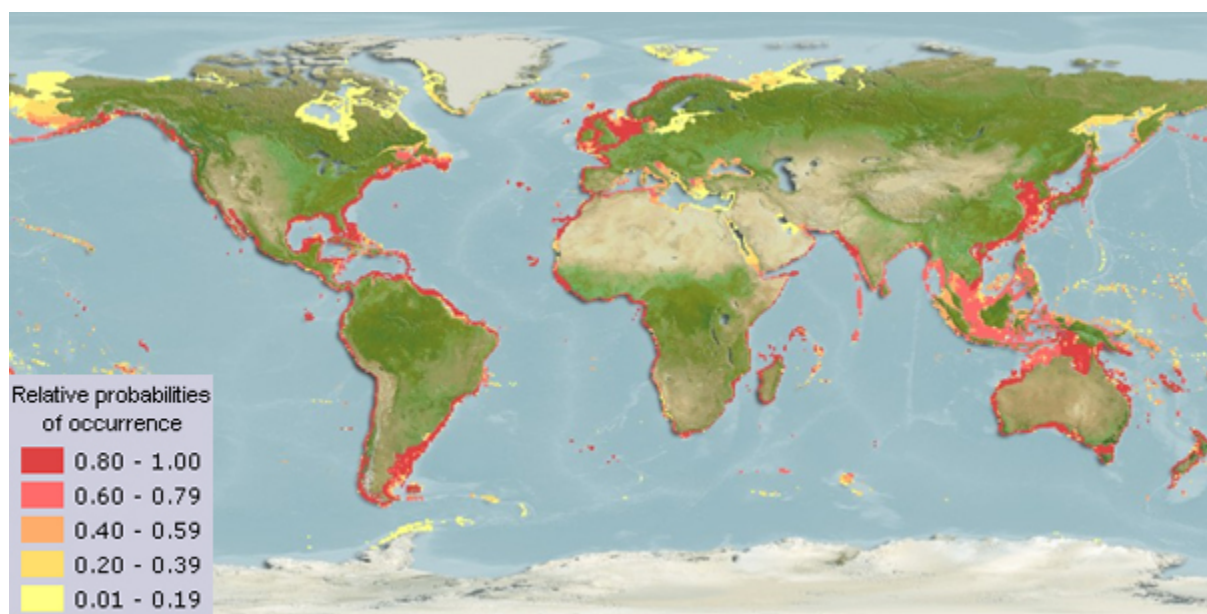 Relative probabilities
of occurrence
0.80 - 1.00
0.60 - 0.79
0.40 - 0.59
0.20 - 0.39
0.01 - 0.19